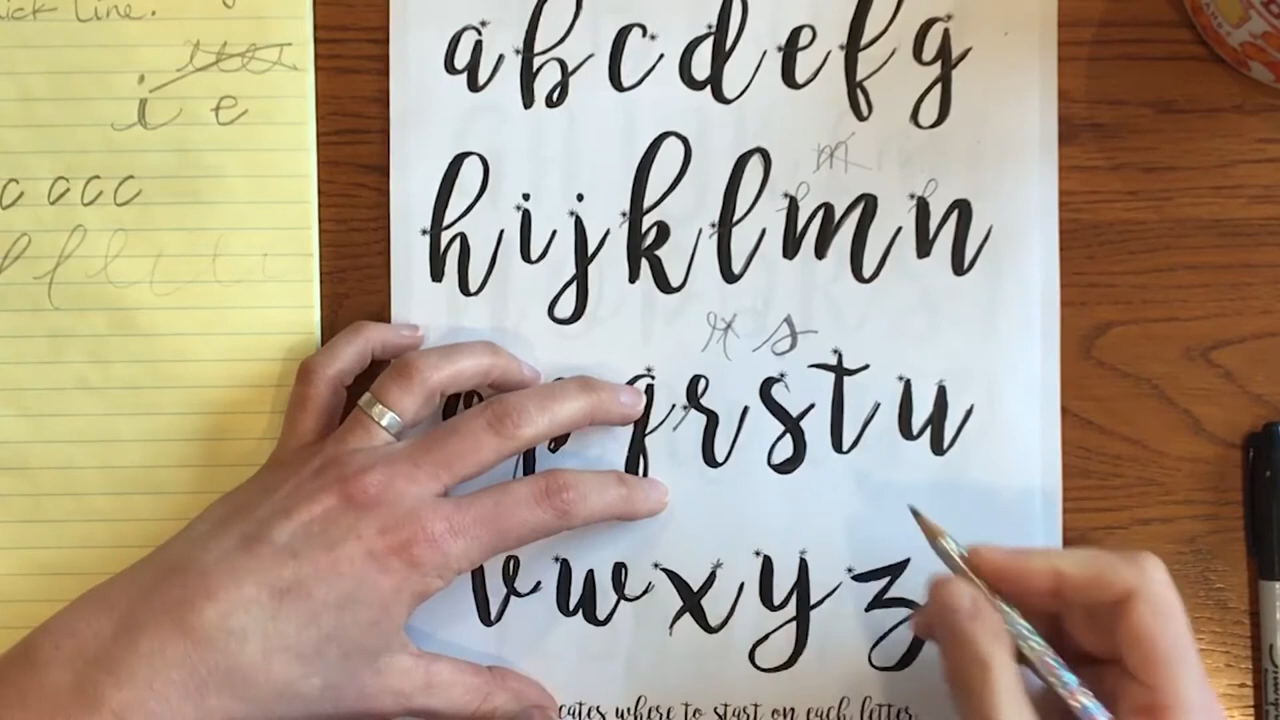 ick Line.
i e
c c c c
a b c d e f g
m
h i j k l m n
r s
q r s t u
v w x y z
cates where to start on each letter